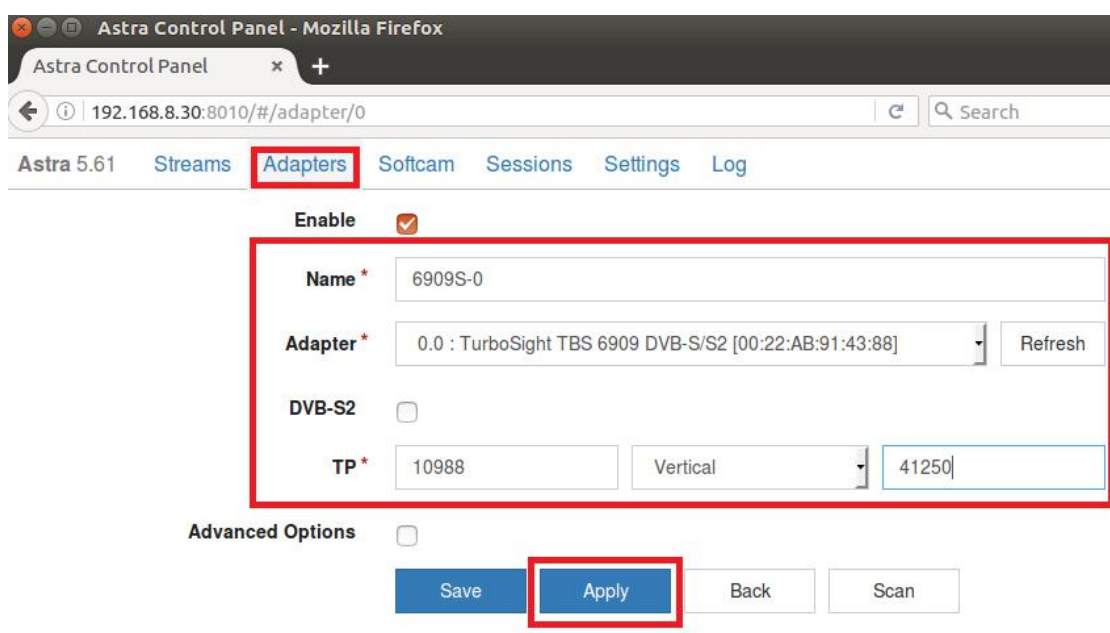 Astra Control Panel - Mozilla Firefox
Astra Control Panel × +
192.168.8.30:8010/#/adapter/0 Search
Astra 5.61 Streams Adapters Softcam Sessions Settings Log
Enable
Name * 6909S-0
Adapter * 0.0 : TurboSight TBS 6909 DVB-S/S2 [00:22:AB:91:43:88] Refresh
DVB-S2
TP * 10988 Vertical 41250
Advanced Options
Save Apply Back Scan